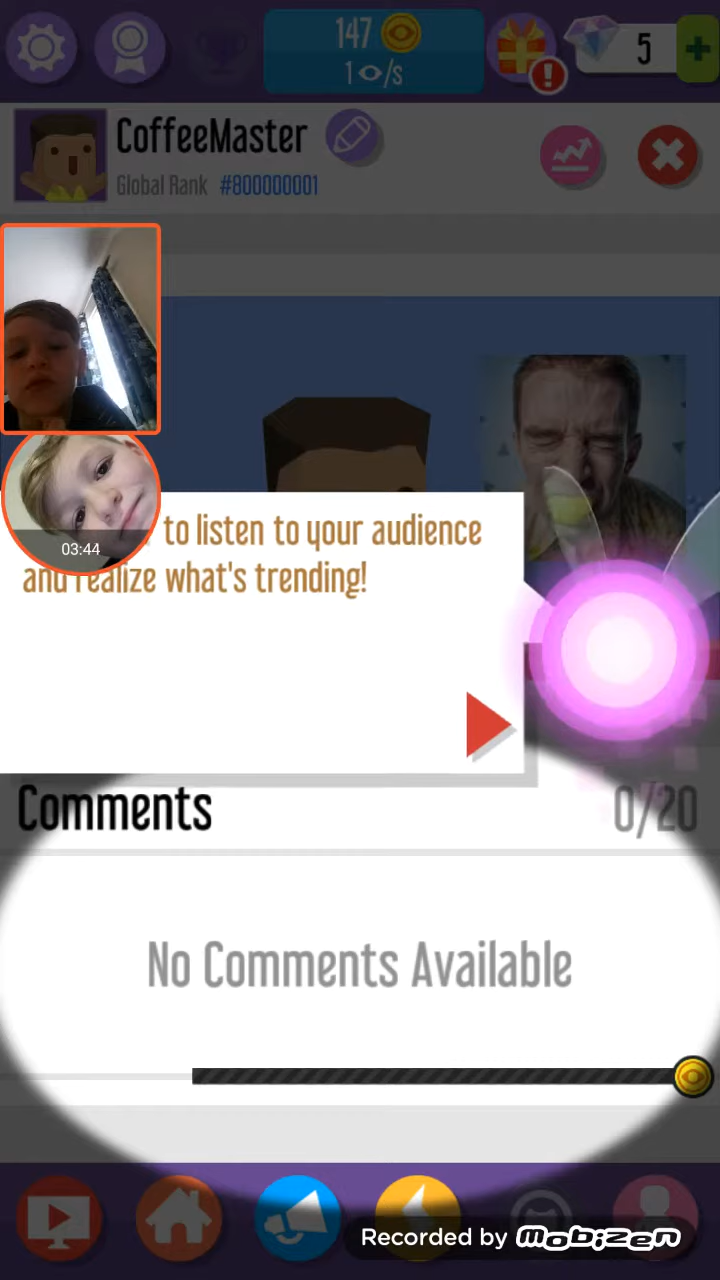 147
1 /s
5
CoffeeMaster
Global Rank #800000001
03:44
to listen to your audience
and realize what's trending!
Comments
0/20
No Comments Available
Recorded by mobizen